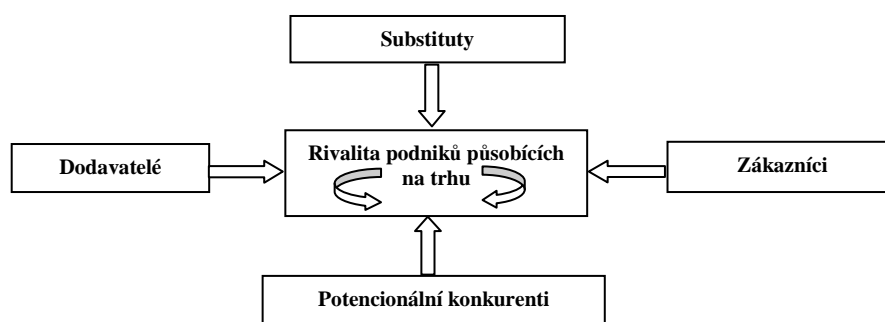 Substituty
Dodavatelé
Rivalita podniků působících
na trhu
Zákazníci
Potencionální konkurenti